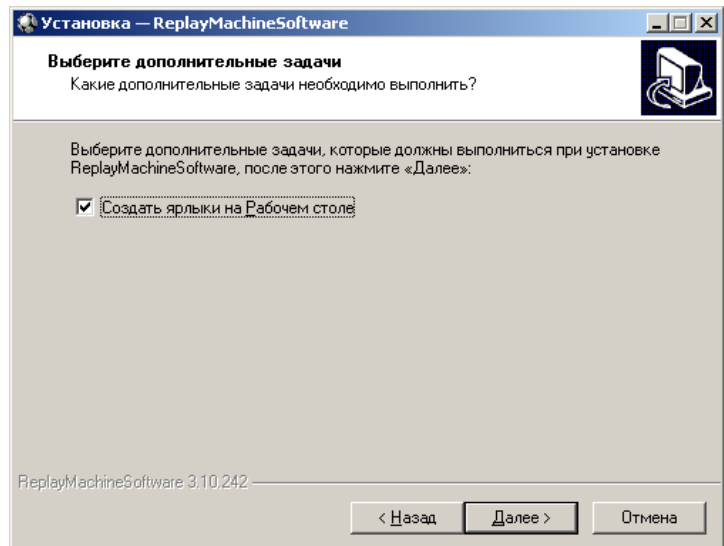 Установка — ReplayMachineSoftware
Выберите дополнительные задачи
Какие дополнительные задачи необходимо выполнить?
Выберите дополнительные задачи, которые должны выполниться при установке
ReplayMachineSoftware, после этого нажмите «Далее»:
Создать ярлыки на Рабочем столе
ReplayMachineSoftware 3.10.242
< Назад Далее > Отмена